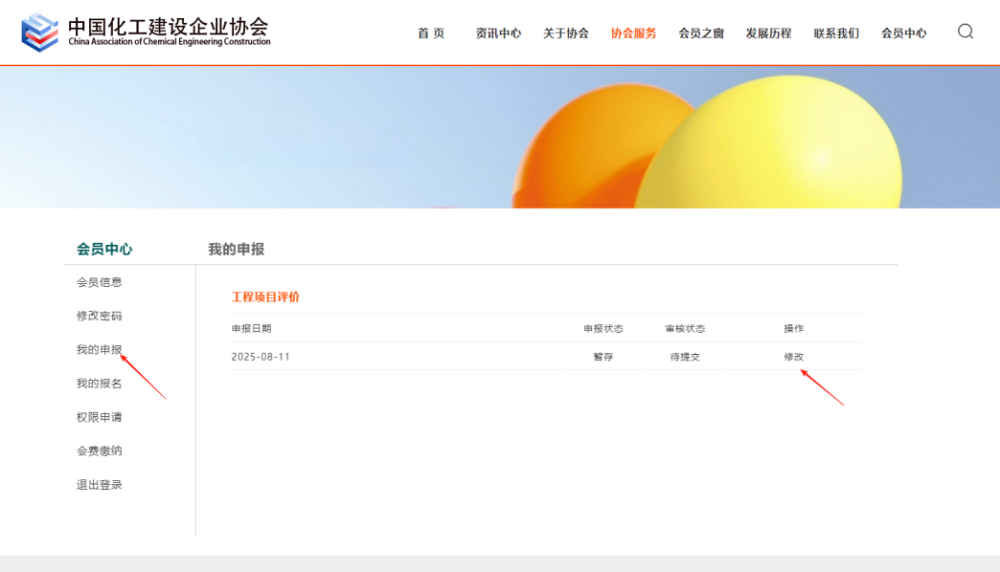 中国化工建设企业协会
China Association of Chemical Engineering Construction
首 页 资讯中心 关于协会 协会服务 会员之窗 发展历程 联系我们 会员中心
会员中心
会员信息
修改密码
我的申报
我的报名
权限申请
会费缴纳
退出登录
我的申报
工程项目评价
申报日期 申报状态 审核状态 操作
2025-08-11 暂存 待提交 修改